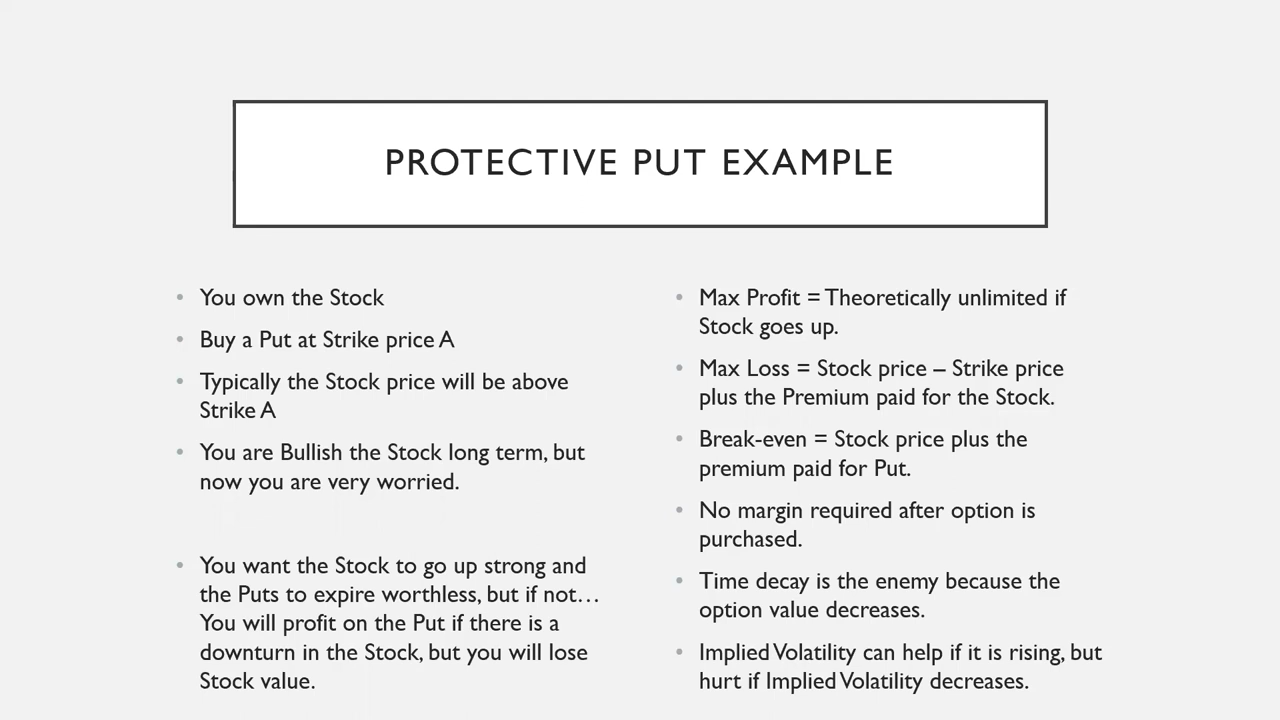 PROTECTIVE PUT EXAMPLE
• You own the Stock
• Buy a Put at Strike price A
• Typically the Stock price will be above
Strike A
• You are Bullish the Stock long term, but
now you are very worried.
• You want the Stock to go up strong and
the Puts to expire worthless, but if not…
You will profit on the Put if there is a
downturn in the Stock, but you will lose
Stock value.
• Max Profit = Theoretically unlimited if
Stock goes up.
• Max Loss = Stock price – Strike price
plus the Premium paid for the Stock.
• Break-even = Stock price plus the
premium paid for Put.
• No margin required after option is
purchased.
• Time decay is the enemy because the
option value decreases.
• Implied Volatility can help if it is rising, but
hurt if Implied Volatility decreases.